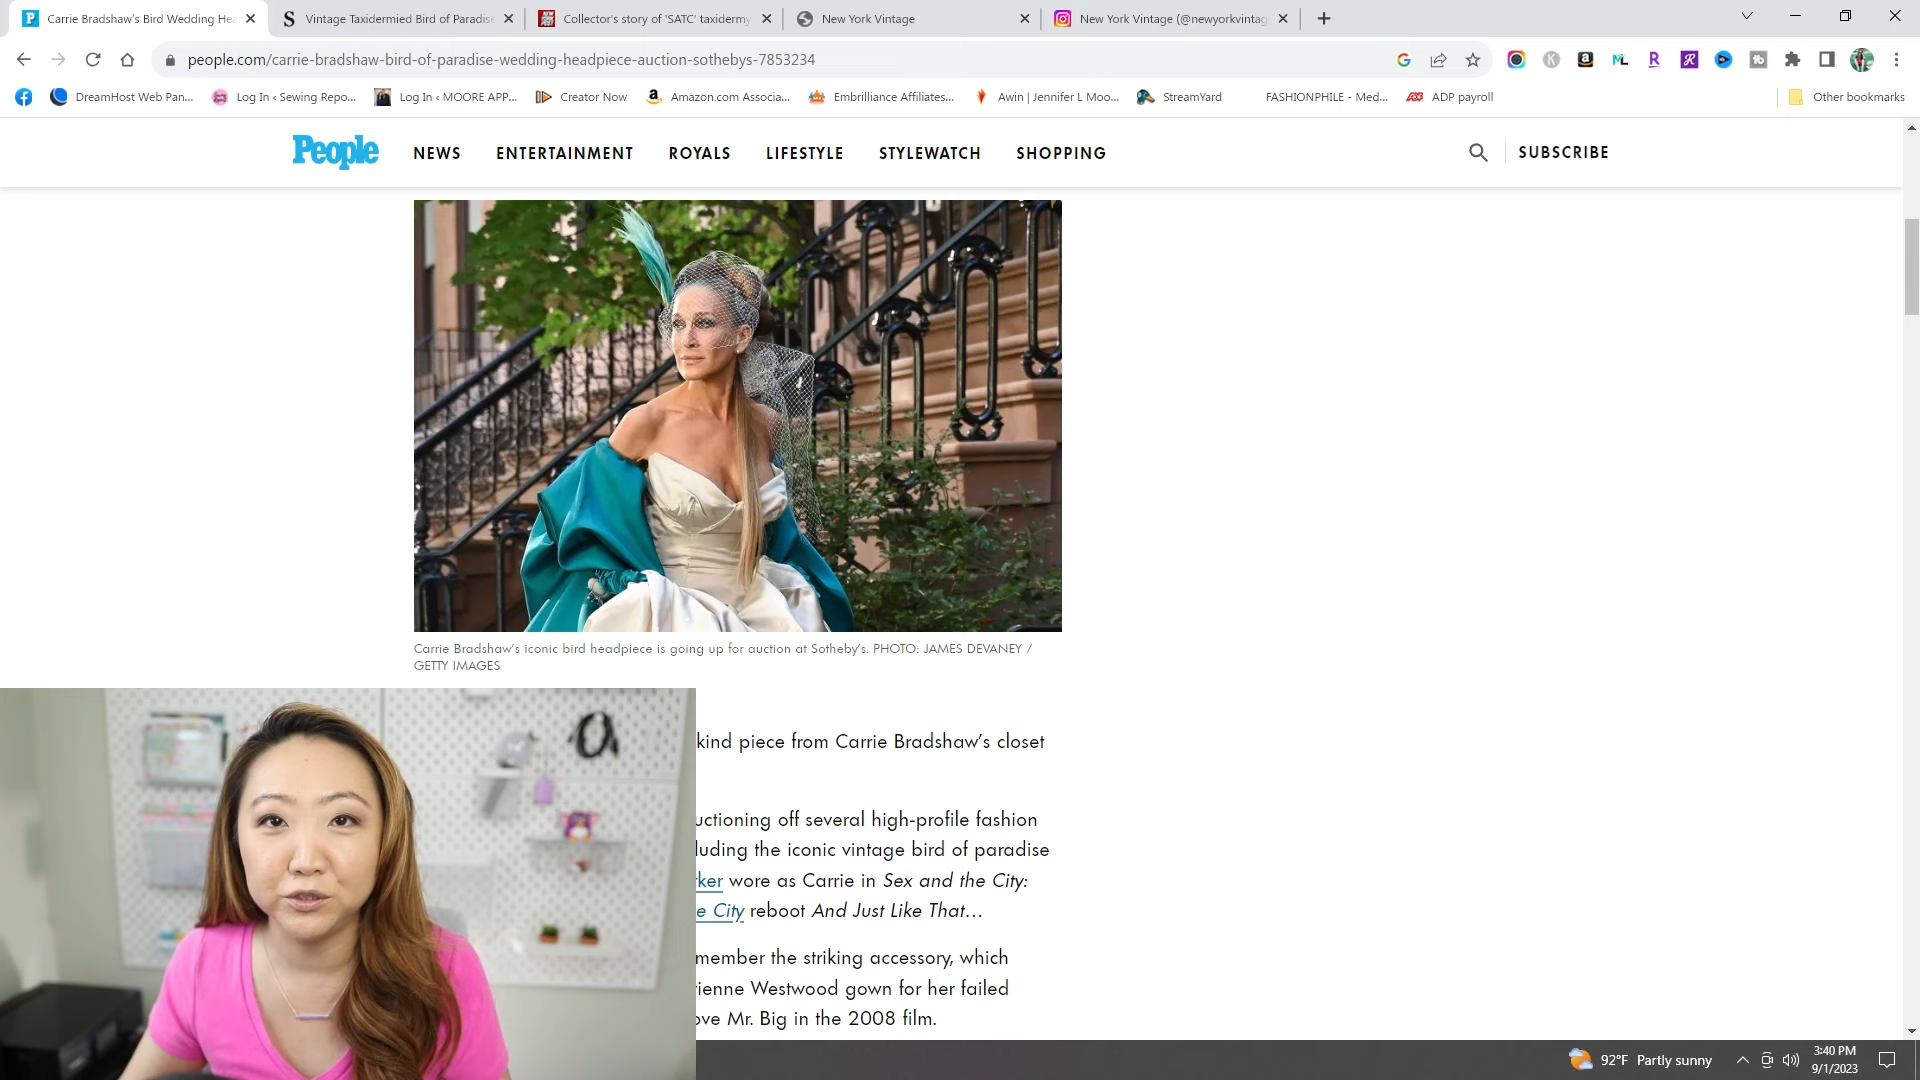 Carrie Bradshaw's Bird Wedding He
Vintage Taxidermied Bird of Paradise
Collector's story of 'SATC' taxidermy
New York Vintage
New York Vintage (@newyorkvintag
people.com/carrie-bradshaw-bird-of-paradise-wedding-headpiece-auction-sothebys-7853234
DreamHost Web Pan...
Log In ‹ Sewing Repo...
Log In ‹ MOORE APP...
Creator Now
Amazon.com Associa...
Embrilliance Affiliates...
Awin | Jennifer L Moo...
StreamYard
FASHIONPHILE - Med...
ADP payroll
Other bookmarks
People
NEWS
ENTERTAINMENT
ROYALS
LIFESTYLE
STYLEWATCH
SHOPPING
SUBSCRIBE
Carrie Bradshaw's iconic bird headpiece is going up for auction at Sotheby's. PHOTO: JAMES DEVANEY /
GETTY IMAGES
kind piece from Carrie Bradshaw's closet
uctioning off several high-profile fashion
luding the iconic vintage bird of paradise
ker wore as Carrie in Sex and the City:
e City reboot And Just Like That...
member the striking accessory, which
ienne Westwood gown for her failed
ove Mr. Big in the 2008 film.
92°F Partly sunny
3:40 PM
9/1/2023